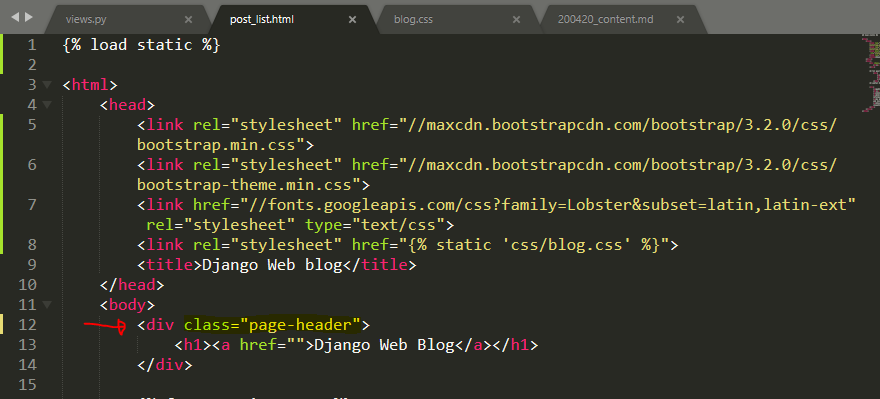 views.py
post_list.html
blog.css
200420_content.md
1 {% load static %}
2
3 <html>
4 <head>
5 <link rel="stylesheet" href="//maxcdn.bootstrapcdn.com/bootstrap/3.2.0/css/
bootstrap.min.css">
6 <link rel="stylesheet" href="//maxcdn.bootstrapcdn.com/bootstrap/3.2.0/css/
bootstrap-theme.min.css">
7 <link href="//fonts.googleapis.com/css?family=Lobster&subset=latin,latin-ext"
rel="stylesheet" type="text/css">
8 <link rel="stylesheet" href="{% static 'css/blog.css' %}">
9 <title>Django Web blog</title>
10 </head>
11 <body>
12 <div class="page-header">
13 <h1><a href="">Django Web Blog</a></h1>
14 </div>
15